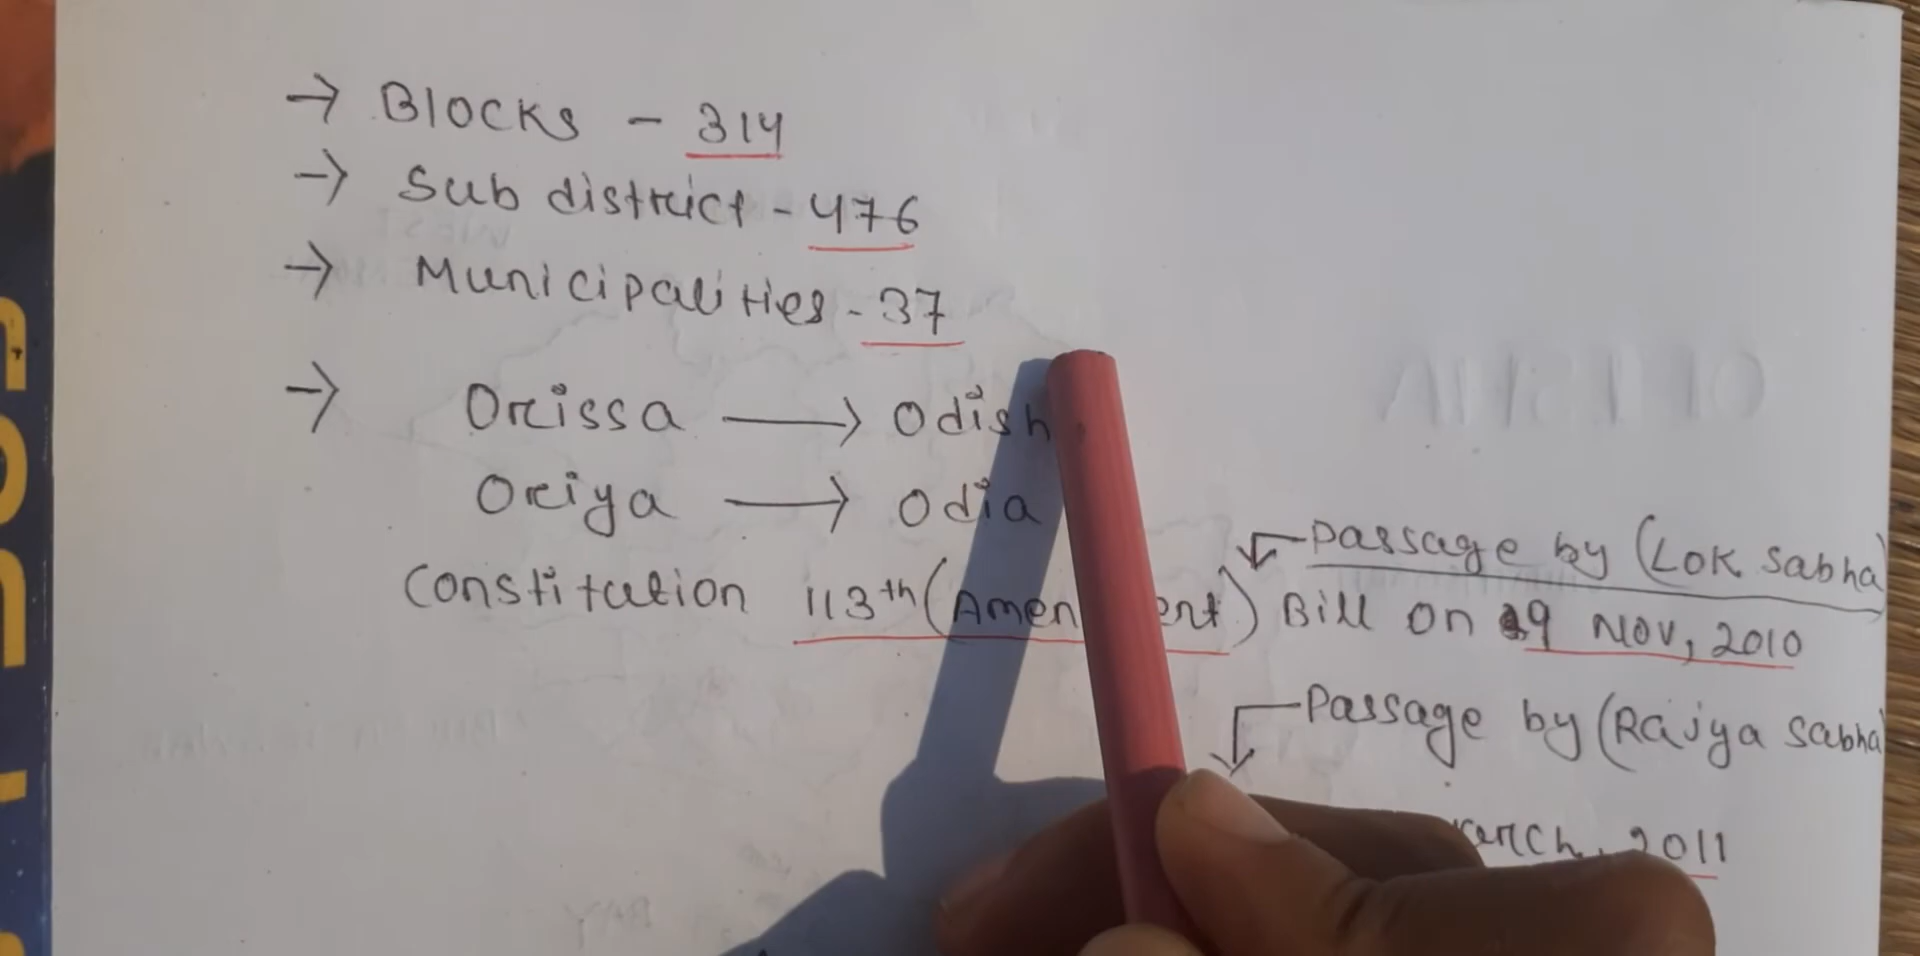 → Blocks - 314
→ Sub district - 476
→ Municipalities - 37
→ Orissa → Odish
Oriya → Odia
Passage by (Lok Sabha)
Constitution 113th (Amen ent) Bill on 9 Nov, 2010
Passage by (Rajya Sabha)
arch, 2011